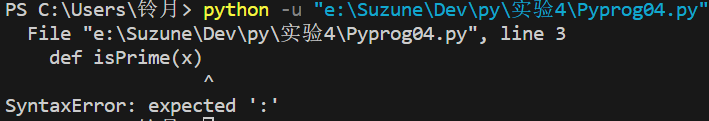 PS C:\Users\铃月> python -u "e:\Suzune\Dev\py\实验4\Pyprog04.py"
  File "e:\Suzune\Dev\py\实验4\Pyprog04.py", line 3
    def isPrime(x)
                  ^
SyntaxError: expected ':'